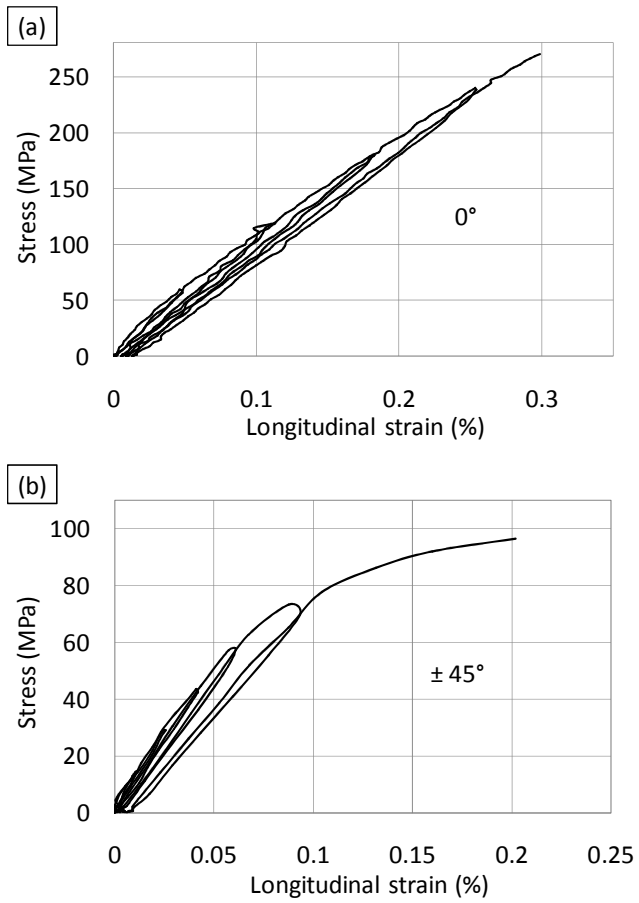 (a)
250
200
150
100
50
0
Stress (MPa)
0°
0 0.1 0.2 0.3
Longitudinal strain (%)
(b)
100
80
60
40
20
0
Stress (MPa)
± 45°
0 0.05 0.1 0.15 0.2 0.25
Longitudinal strain (%)